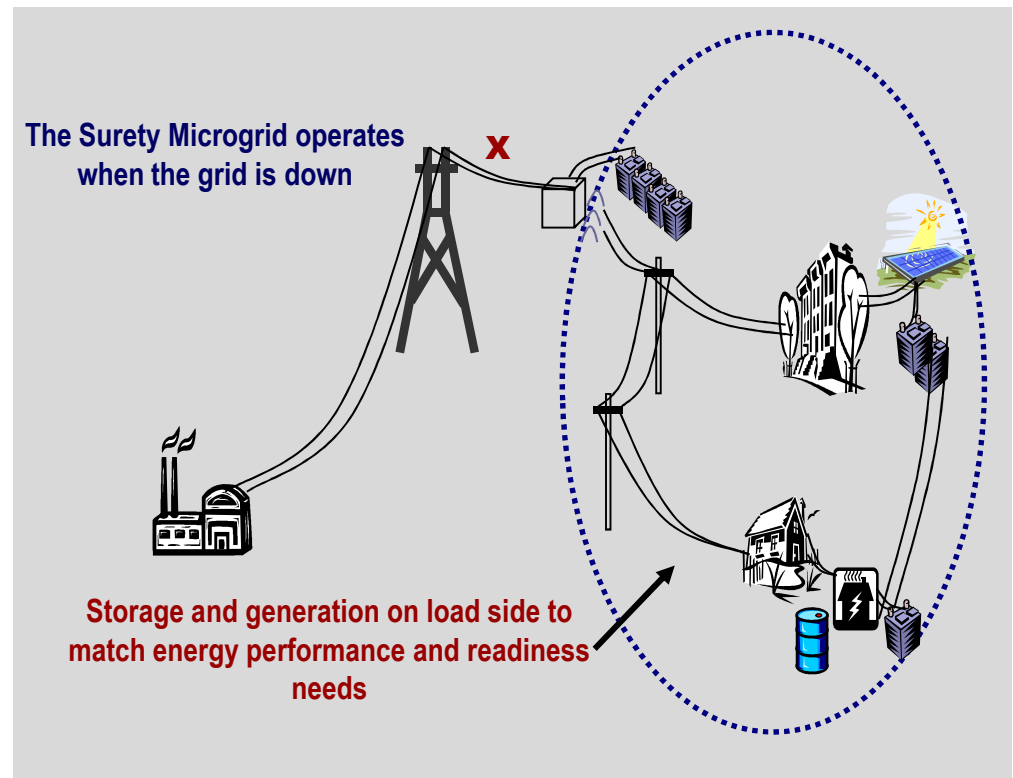 The Surety Microgrid operates
when the grid is down
X
Storage and generation on load side to
match energy performance and readiness
needs